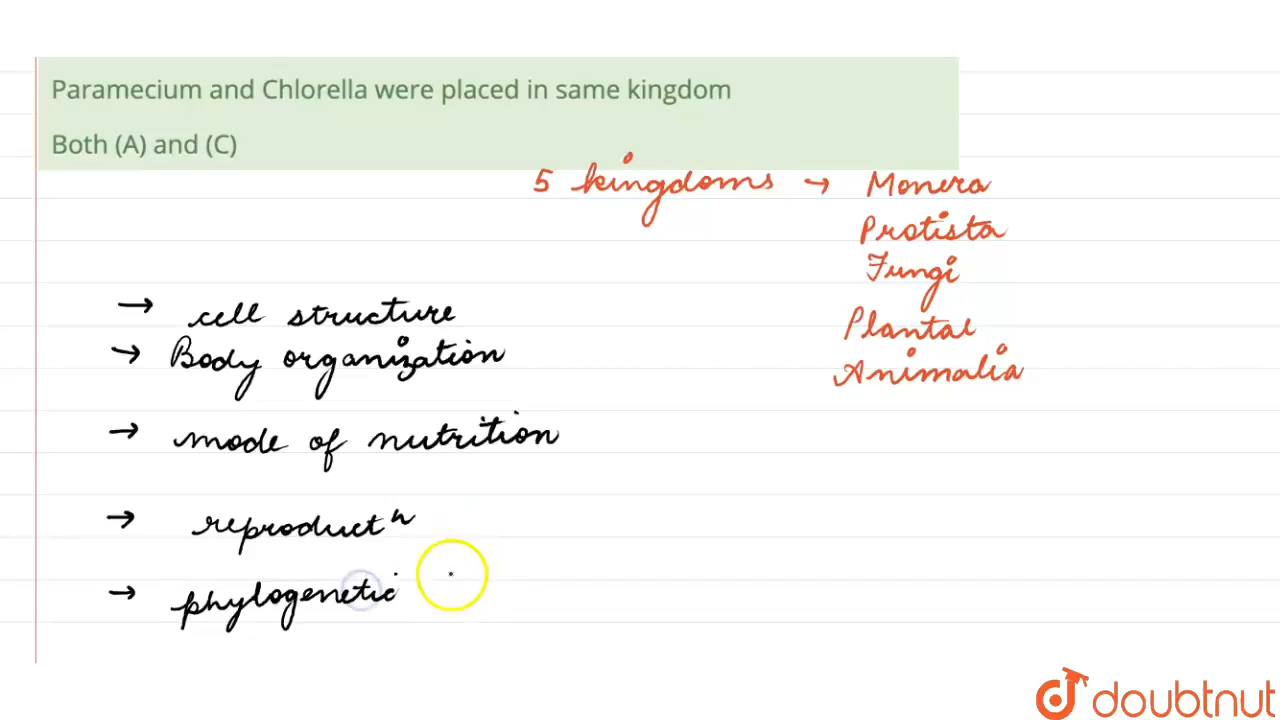 Paramecium and Chlorella were placed in same kingdom
Both (A) and (C)
5 kingdoms → Monera
Protista
Fungi
Plantae
Animalia
→ cell structure
→ Body organization
→ mode of nutrition
→ reproductⁿ
→ phylogenetic
doubtnut